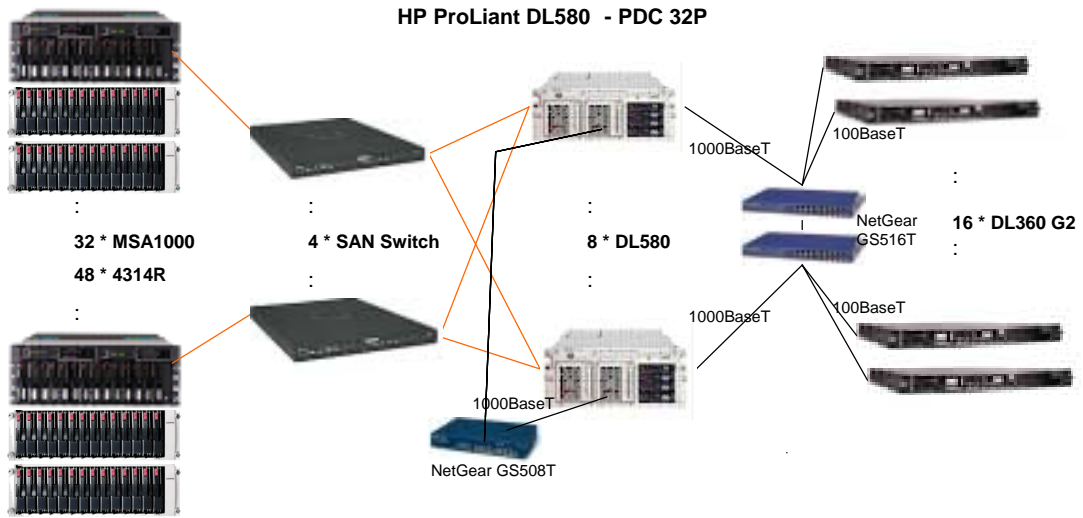 HP ProLiant DL580 - PDC 32P
100BaseT
1000BaseT
:
:
:
:
NetGear
GS516T
16 * DL360 G2
32 * MSA1000
4 * SAN Switch
8 * DL580
:
48 * 4314R
:
:
:
1000BaseT
100BaseT
1000BaseT
NetGear GS508T
.